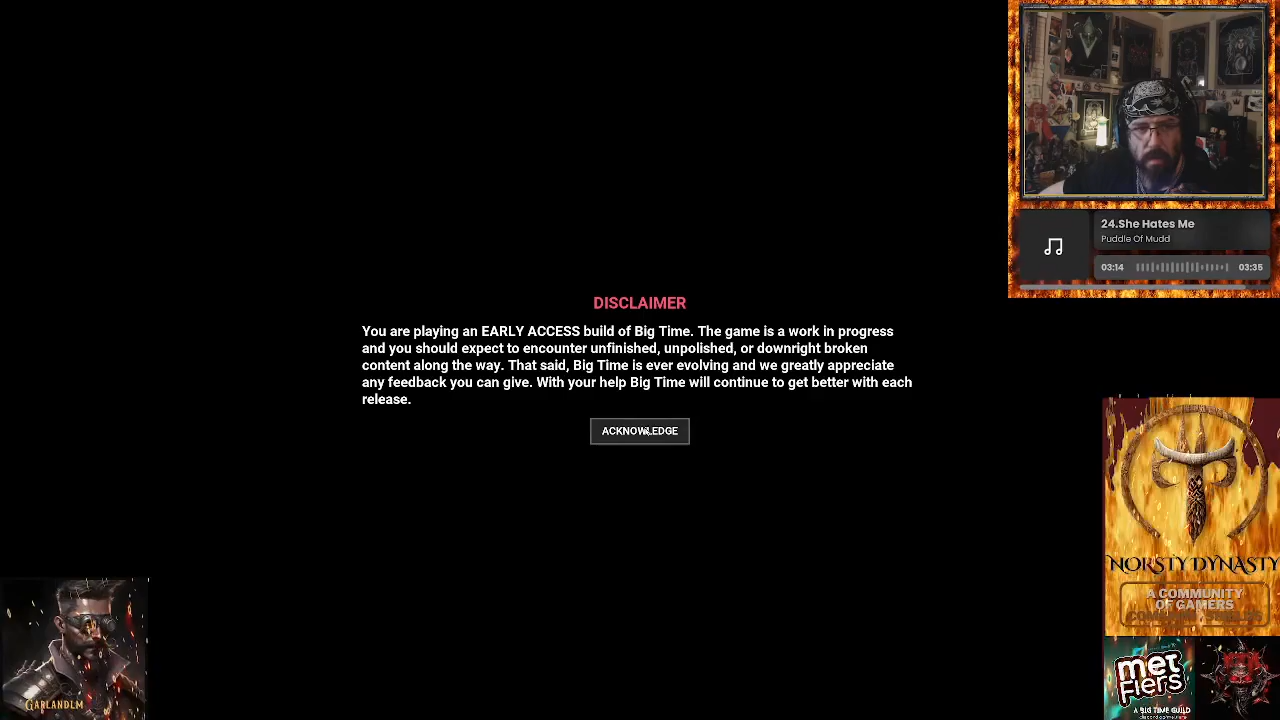 24.She Hates Me
Puddle Of Mudd
03:14
03:35
DISCLAIMER
You are playing an EARLY ACCESS build of Big Time. The game is a work in progress
and you should expect to encounter unfinished, unpolished, or downright broken
content along the way. That said, Big Time is ever evolving and we greatly appreciate
any feedback you can give. With your help Big Time will continue to get better with each
release.
ACKNOWLEDGE
NORSTY DYNASTY
A COMMUNITY
OF GAMERS
met
Fiers
A BIG TIME GUILD
GARLANDLM